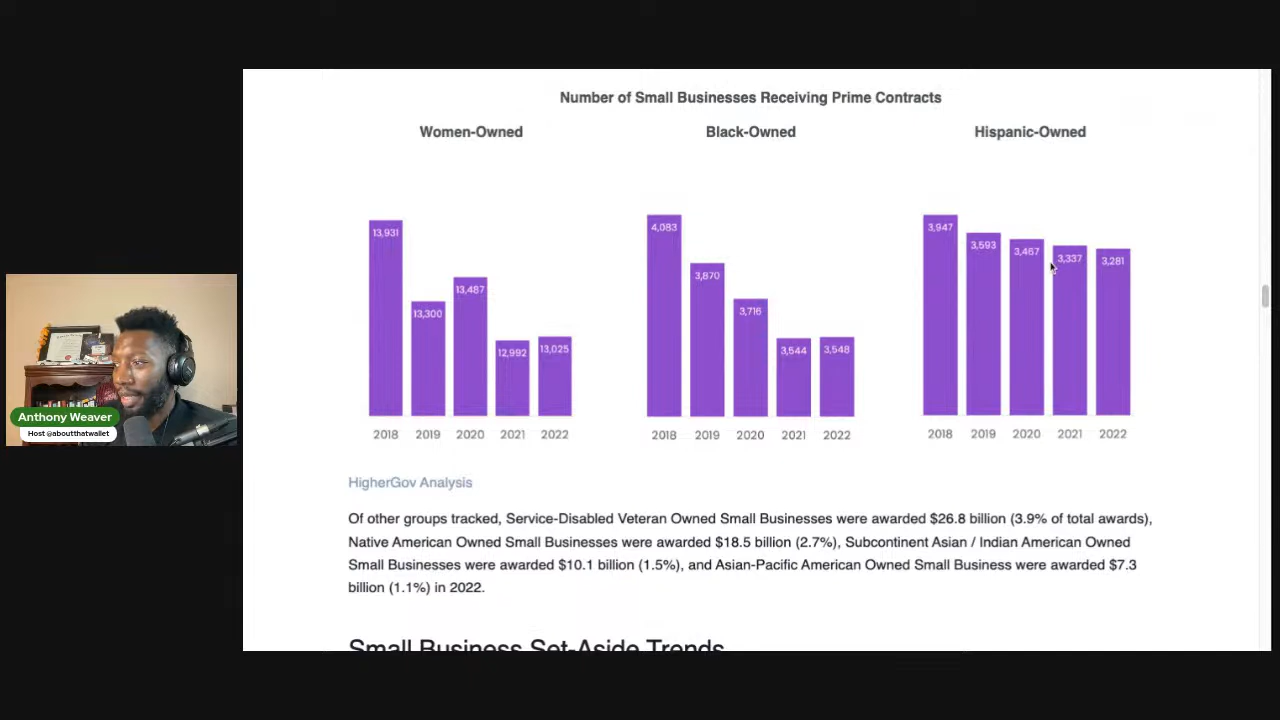 Number of Small Businesses Receiving Prime Contracts
Women-Owned
Black-Owned
Hispanic-Owned
13,931
13,300
13,487
12,992
13,025
2018
2019
2020
2021
2022
4,083
3,870
3,716
3,544
3,548
2018
2019
2020
2021
2022
3,947
3,593
3,467
3,337
3,281
2018
2019
2020
2021
2022
HigherGov Analysis
Of other groups tracked, Service-Disabled Veteran Owned Small Businesses were awarded $26.8 billion (3.9% of total awards),
Native American Owned Small Businesses were awarded $18.5 billion (2.7%), Subcontinent Asian / Indian American Owned
Small Businesses were awarded $10.1 billion (1.5%), and Asian-Pacific American Owned Small Business were awarded $7.3
billion (1.1%) in 2022.
Small Business Set-Aside Trends
Anthony Weaver
Host @aboutthatwallet